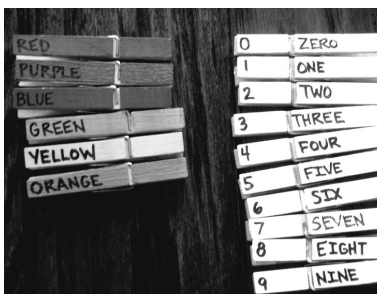 RED
PURPLE
BLUE
GREEN
YELLOW
ORANGE
0 ZERO
1 ONE
2 TWO
3 THREE
4 FOUR
5 FIVE
6 SIX
7 SEVEN
8 EIGHT
9 NINE